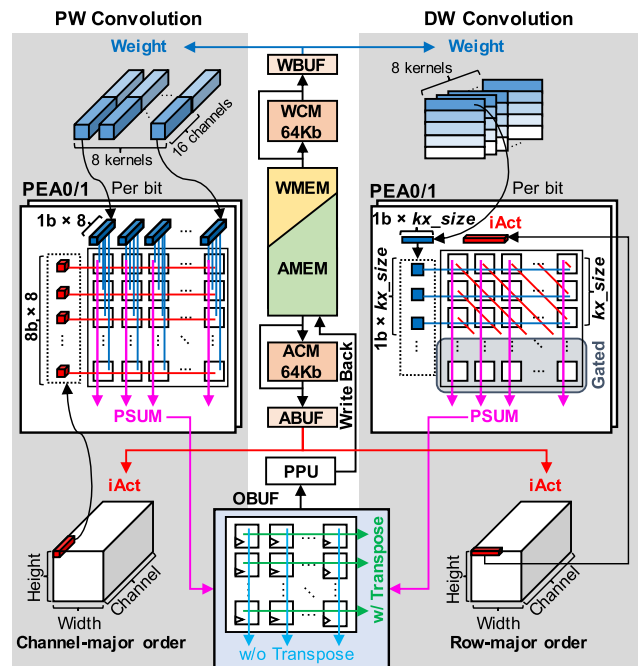 PW Convolution
DW Convolution
Weight
Weight
WBUF
WCM
64Kb
WMEM
AMEM
ACM
64Kb
ABUF
Write Back
PPU
OBUF
8 kernels
16 channels
PEA0/1
Per bit
1b × 8
8b × 8
PSUM
iAct
Height
Width
Channel
Channel-major order
w/ Transpose
w/o Transpose
8 kernels
PEA0/1
Per bit
1b × kx_size
iAct
1b × kx_size
kx_size
Gated
PSUM
iAct
Height
Width
Channel
Row-major order